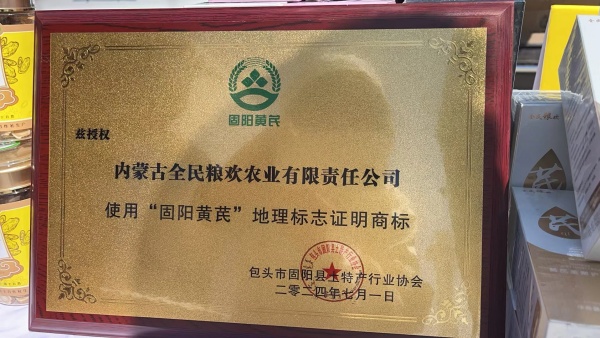 固阳黄芪
兹授权
内蒙古全民粮欢农业有限责任公司
使用“固阳黄芪”地理标志证明商标
包头市固阳县土特产行业协会
二零二四年七月一日